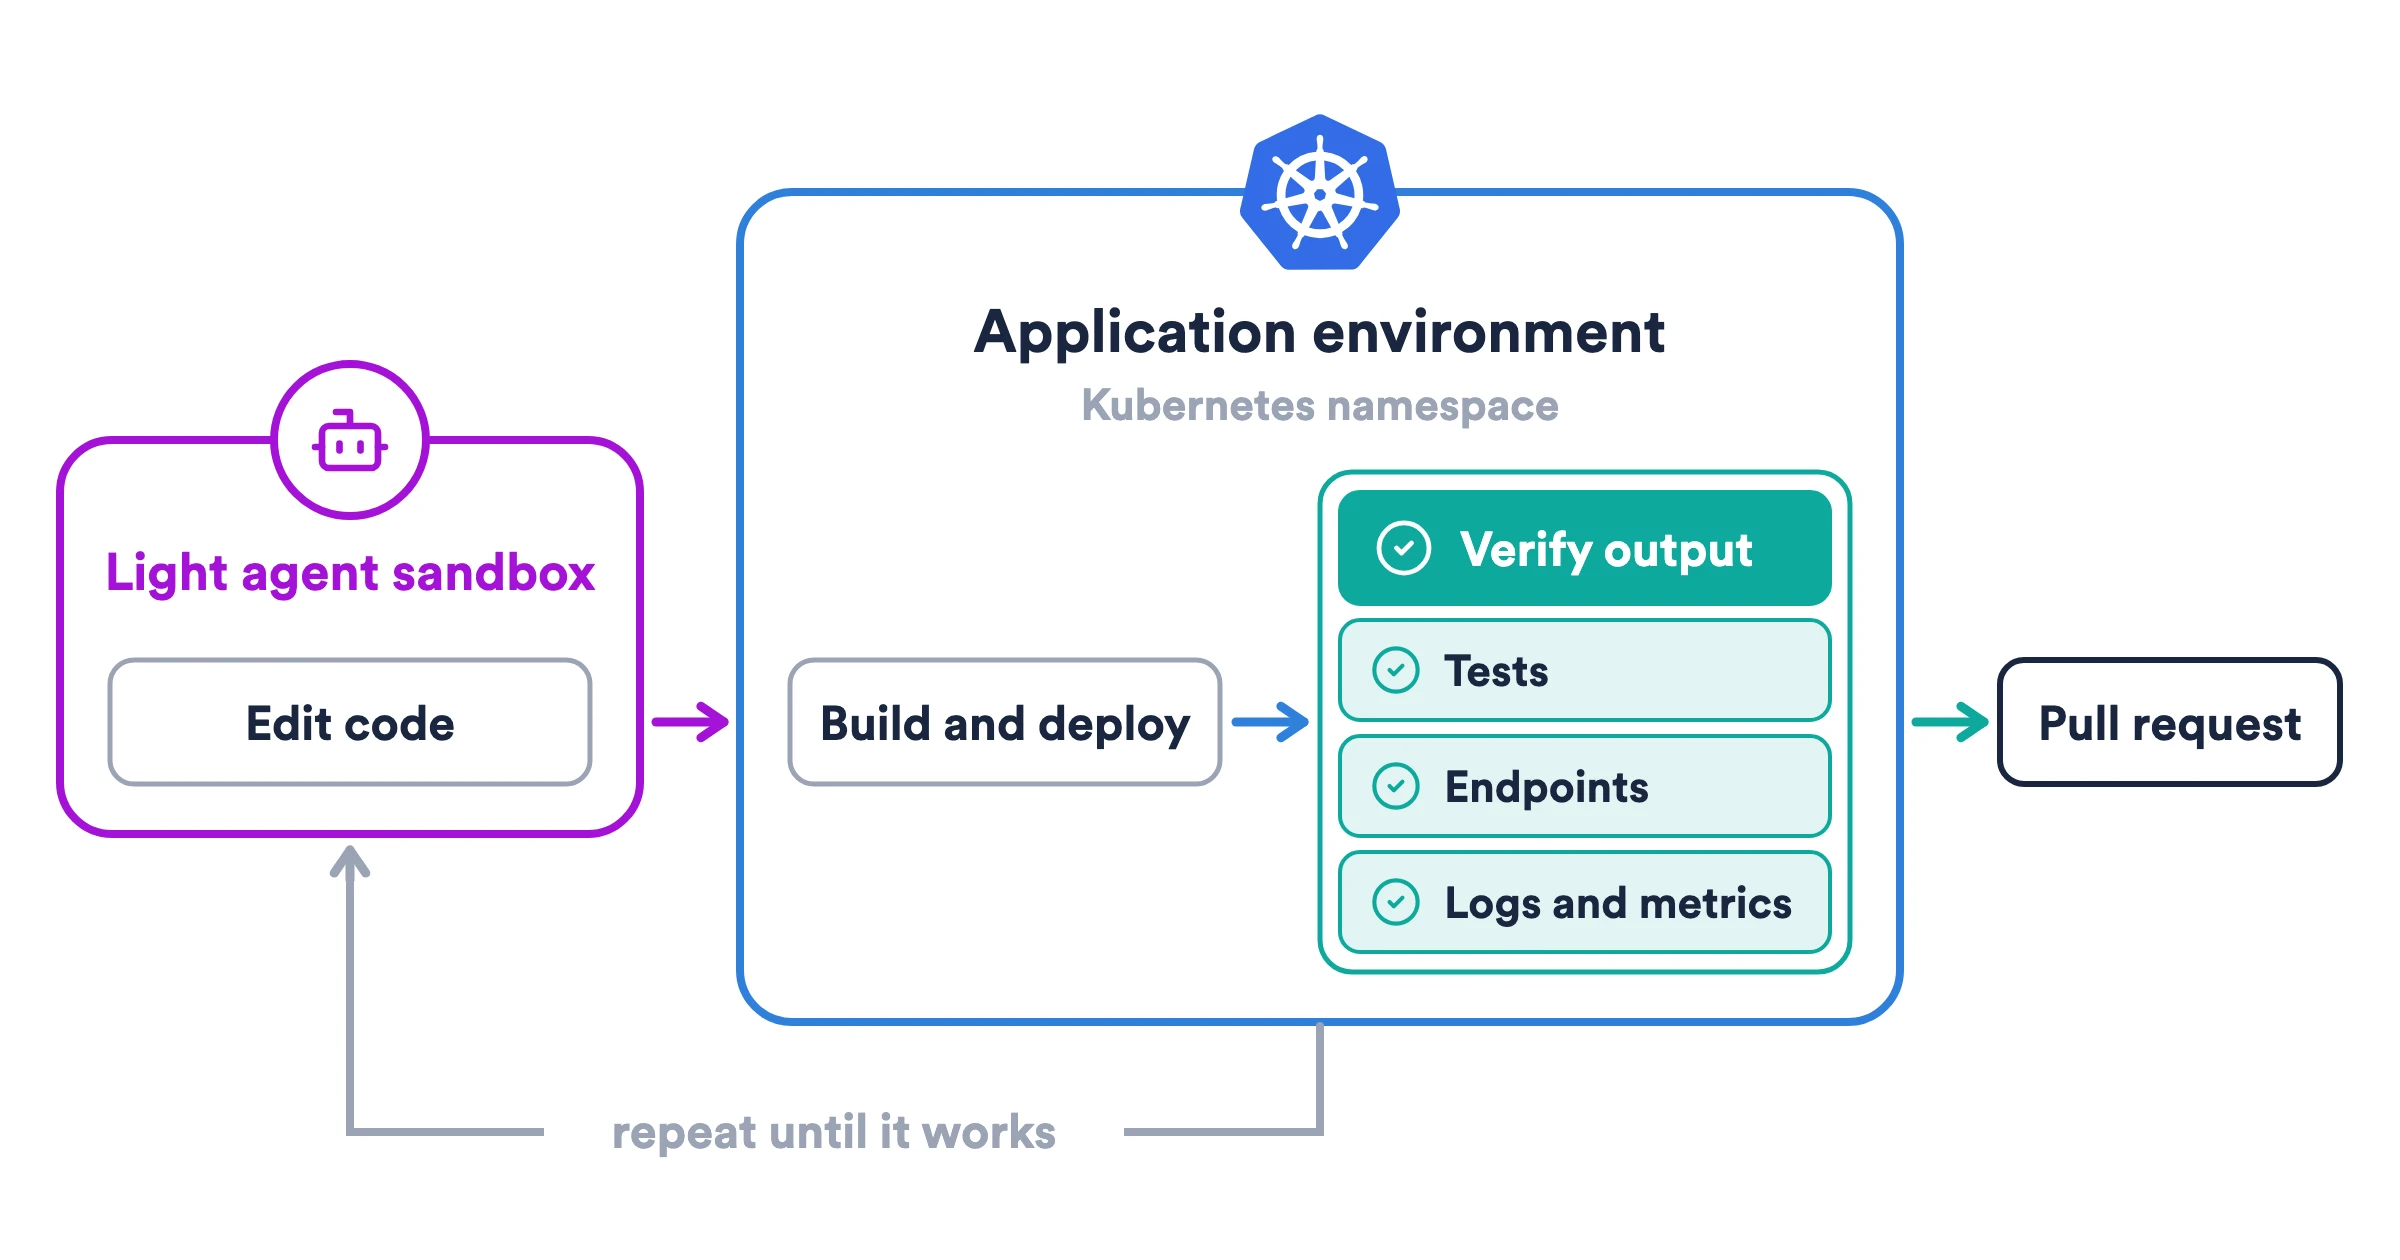 Application environment
Kubernetes namespace
Light agent sandbox
Edit code
Build and deploy
Verify output
Tests
Endpoints
Logs and metrics
Pull request
repeat until it works